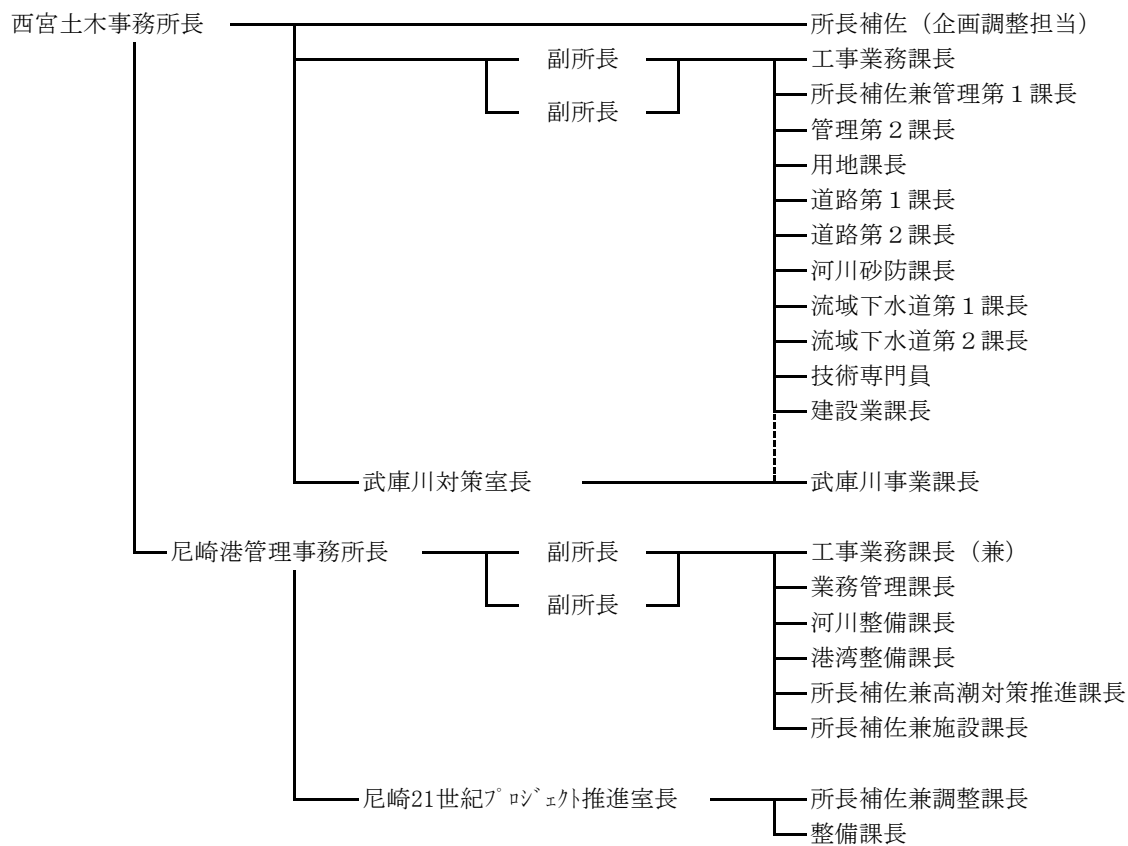 西宮土木事務所長 所長補佐（企画調整担当）
副所長 工事業務課長
所長補佐兼管理第１課長
副所長
管理第２課長
用地課長
道路第１課長
道路第２課長
河川砂防課長
流域下水道第１課長
流域下水道第２課長
技術専門員
建設業課長
武庫川対策室長 武庫川事業課長
尼崎港管理事務所長 副所長 工事業務課長（兼）
業務管理課長
副所長
河川整備課長
港湾整備課長
所長補佐兼高潮対策推進課長
所長補佐兼施設課長
尼崎21世紀ﾌﾟﾛｼﾞｪｸﾄ推進室長 所長補佐兼調整課長
整備課長